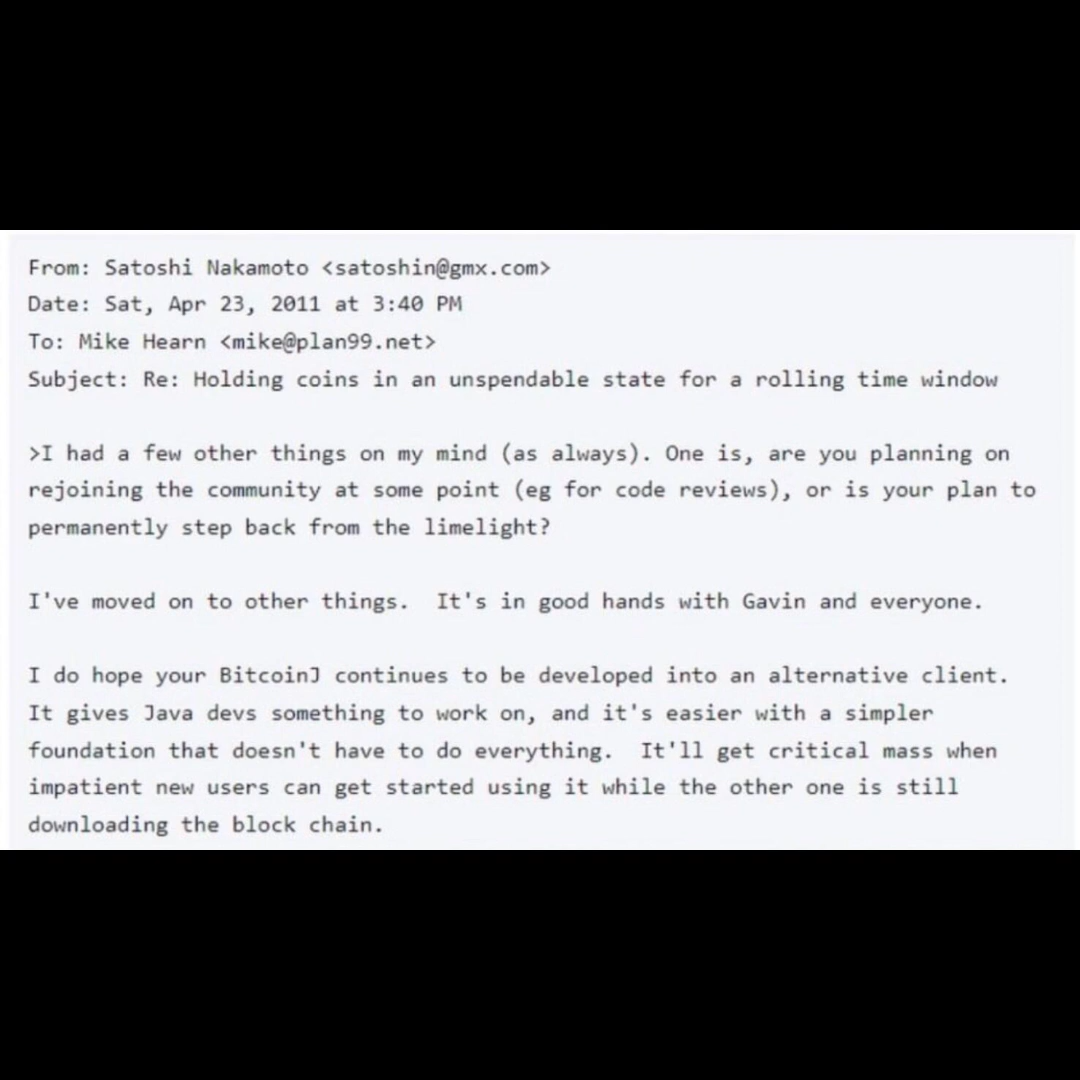 From: Satoshi Nakamoto <satoshin@gmx.com>
Date: Sat, Apr 23, 2011 at 3:40 PM
To: Mike Hearn <mike@plan99.net>
Subject: Re: Holding coins in an unspendable state for a rolling time window
>I had a few other things on my mind (as always). One is, are you planning on
rejoining the community at some point (eg for code reviews), or is your plan to
permanently step back from the limelight?
I've moved on to other things.  It's in good hands with Gavin and everyone.
I do hope your BitcoinJ continues to be developed into an alternative client.
It gives Java devs something to work on, and it's easier with a simpler
foundation that doesn't have to do everything.  It'll get critical mass when
impatient new users can get started using it while the other one is still
downloading the block chain.